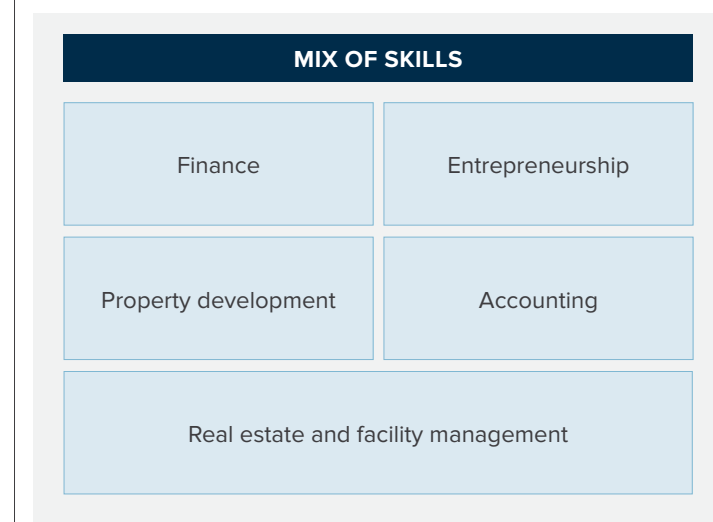 MIX OF SKILLS
Finance
Entrepreneurship
Property development
Accounting
Real estate and facility management